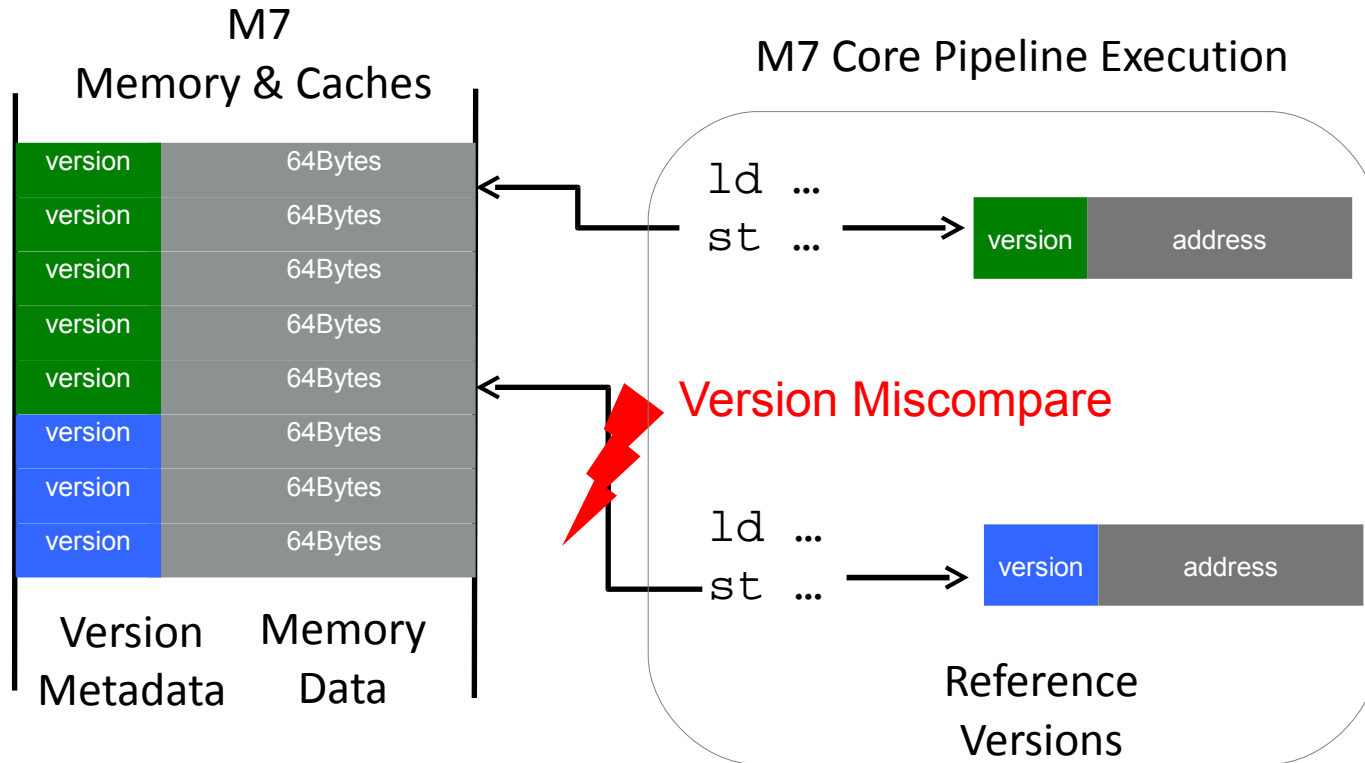 M7
Memory & Caches
version 64Bytes
version 64Bytes
version 64Bytes
version 64Bytes
version 64Bytes
version 64Bytes
version 64Bytes
version 64Bytes
Version Metadata
Memory Data
M7 Core Pipeline Execution
ld …
st …
version address
Version Miscompare
ld …
st …
version address
Reference
Versions